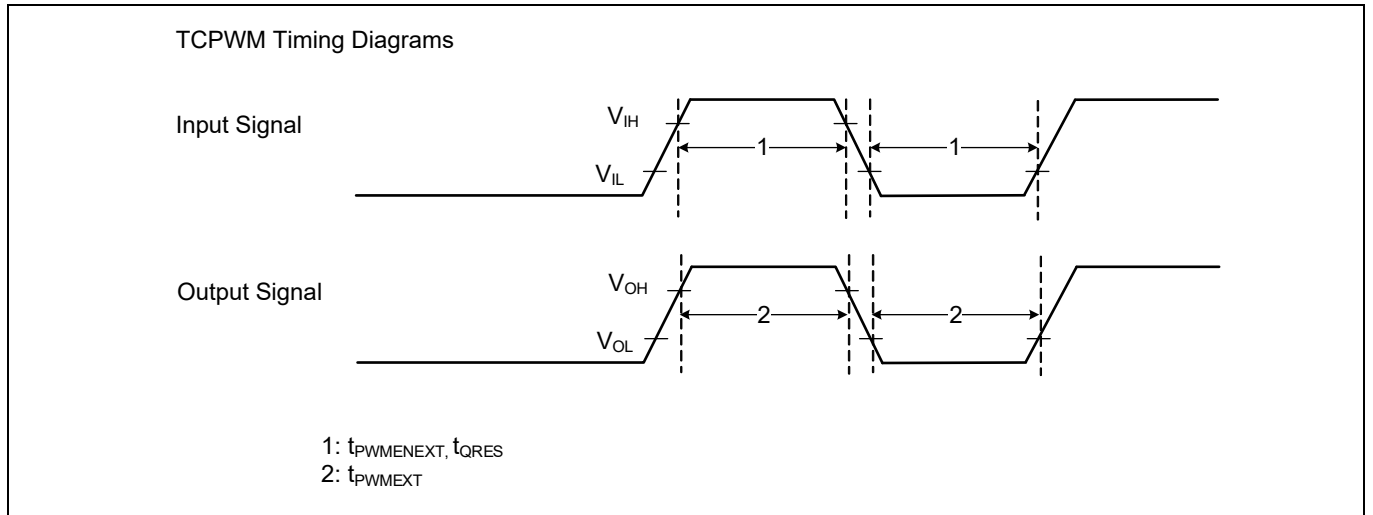 TCPWM Timing Diagrams
Input Signal
VIH
1
1
VIL
Output Signal
VOH
2
2
VOL
1: tPWMENEXT, tQRES
2: tPWMEXT